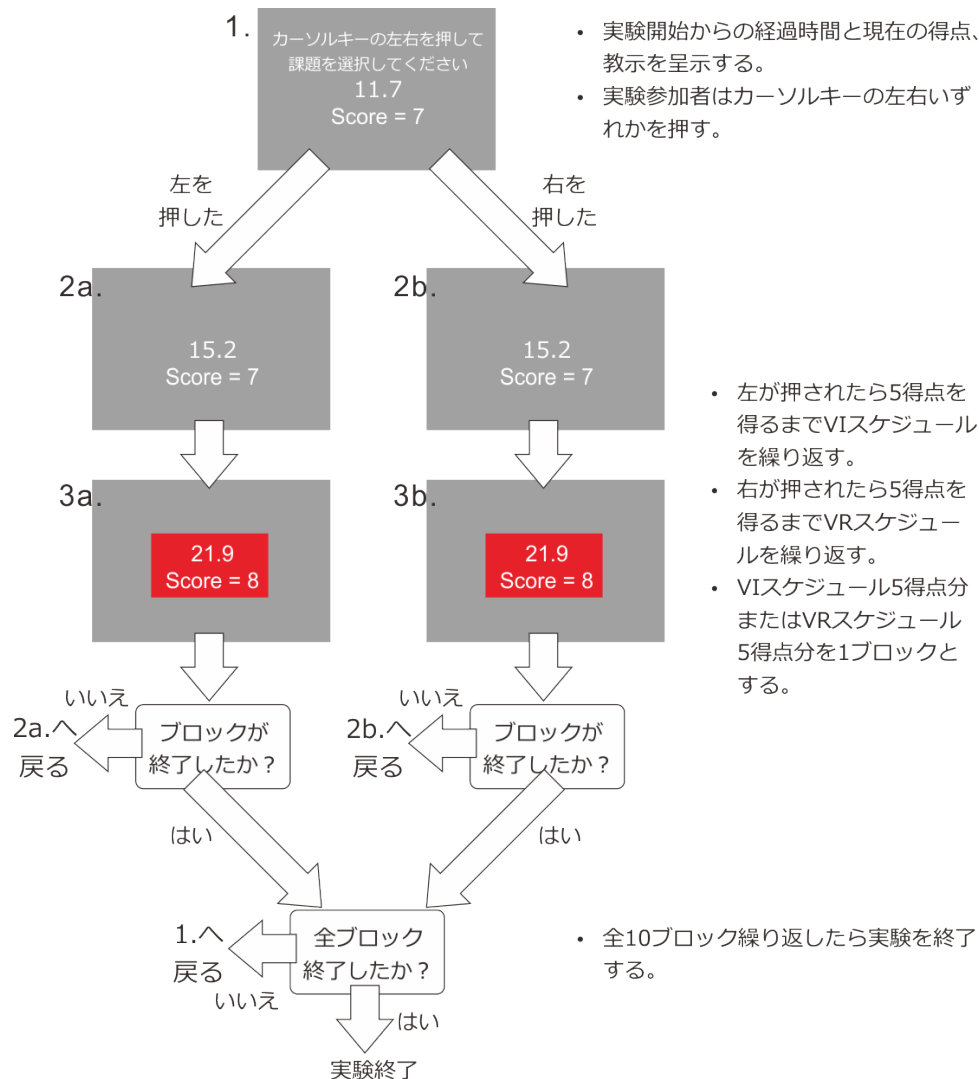 1.
カーソルキーの左右を押して
課題を選択してください
11.7
Score = 7
• 実験開始からの経過時間と現在の得点、
教示を呈示する。
• 実験参加者はカーソルキーの左右いず
れかを押す。
左を
押した
右を
押した
2a.
15.2
Score = 7
2b.
15.2
Score = 7
• 左が押されたら5得点を
得るまでVIスケジュール
を繰り返す。
• 右が押されたら5得点を
得るまでVRスケジュー
ルを繰り返す。
• VIスケジュール5得点分
またはVRスケジュール
5得点分を1ブロックと
する。
3a.
21.9
Score = 8
3b.
21.9
Score = 8
いいえ
2a.へ
戻る
ブロックが
終了したか？
いいえ
2b.へ
戻る
ブロックが
終了したか？
はい
はい
1.へ
戻る
いいえ
全ブロック
終了したか？
• 全10ブロック繰り返したら実験を終了
する。
はい
実験終了